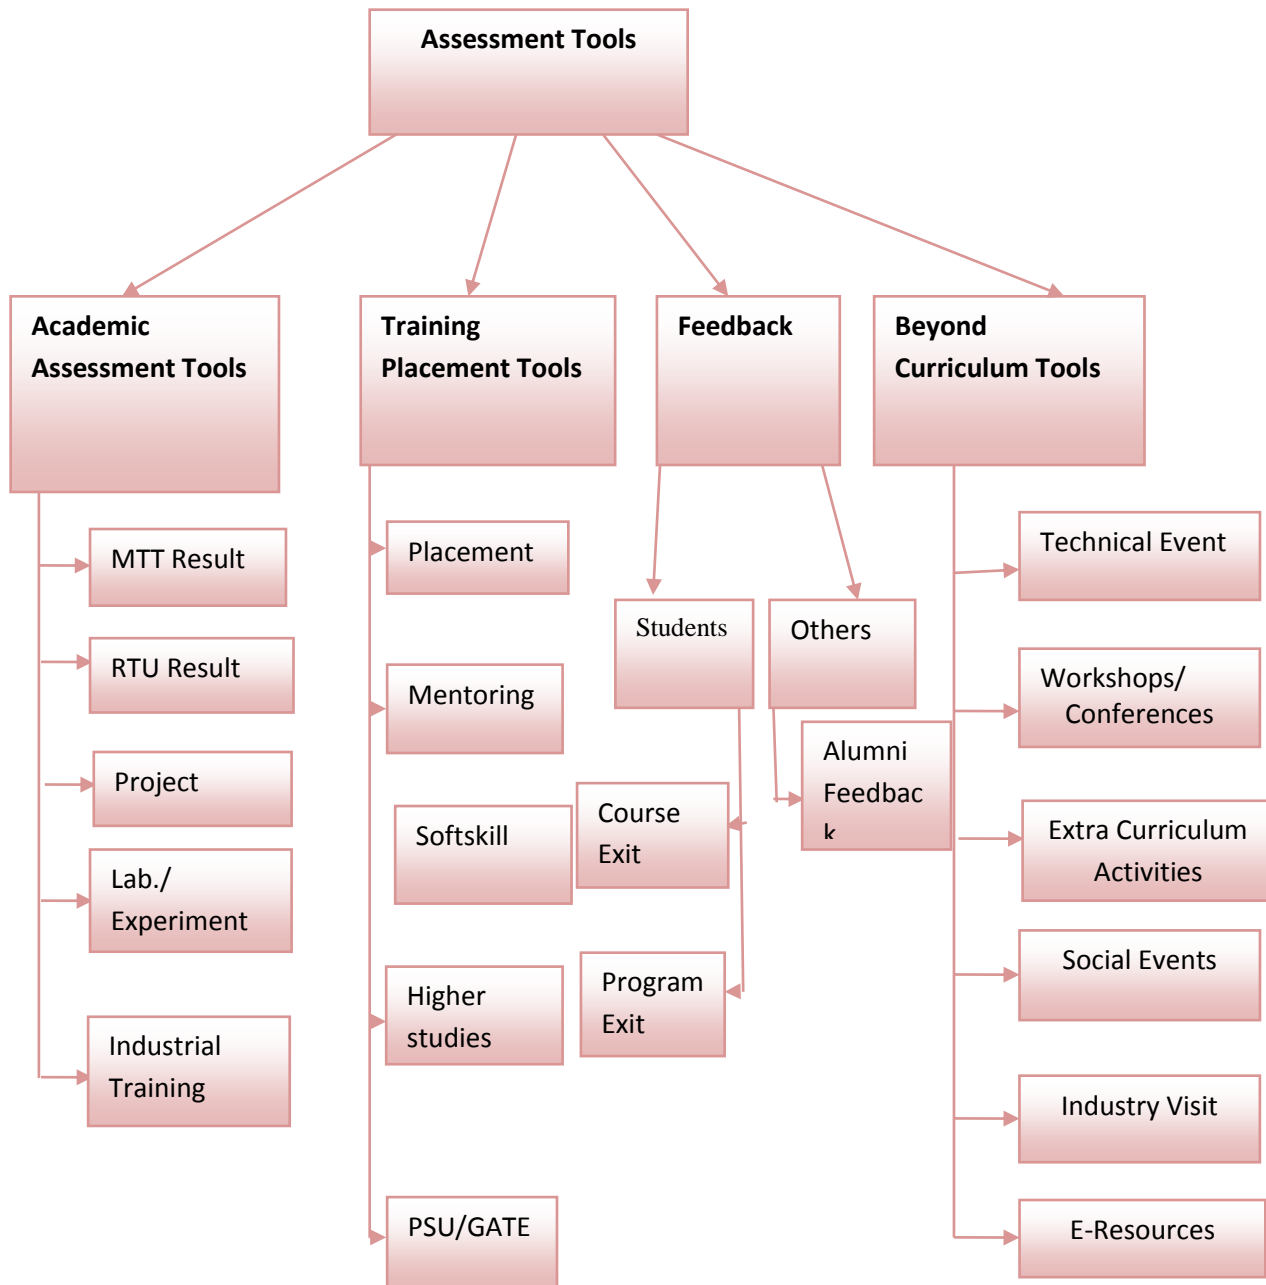 Assessment Tools
Academic
Assessment Tools
Training
Placement Tools
Feedback
Beyond
Curriculum Tools
MTT Result
RTU Result
Project
Lab./
Experiment
Industrial
Training
Placement
Mentoring
Softskill
Higher
studies
PSU/GATE
Students
Others
Course
Exit
Program
Exit
Alumni
Feedbac
k
Technical Event
Workshops/
Conferences
Extra Curriculum
Activities
Social Events
Industry Visit
E-Resources